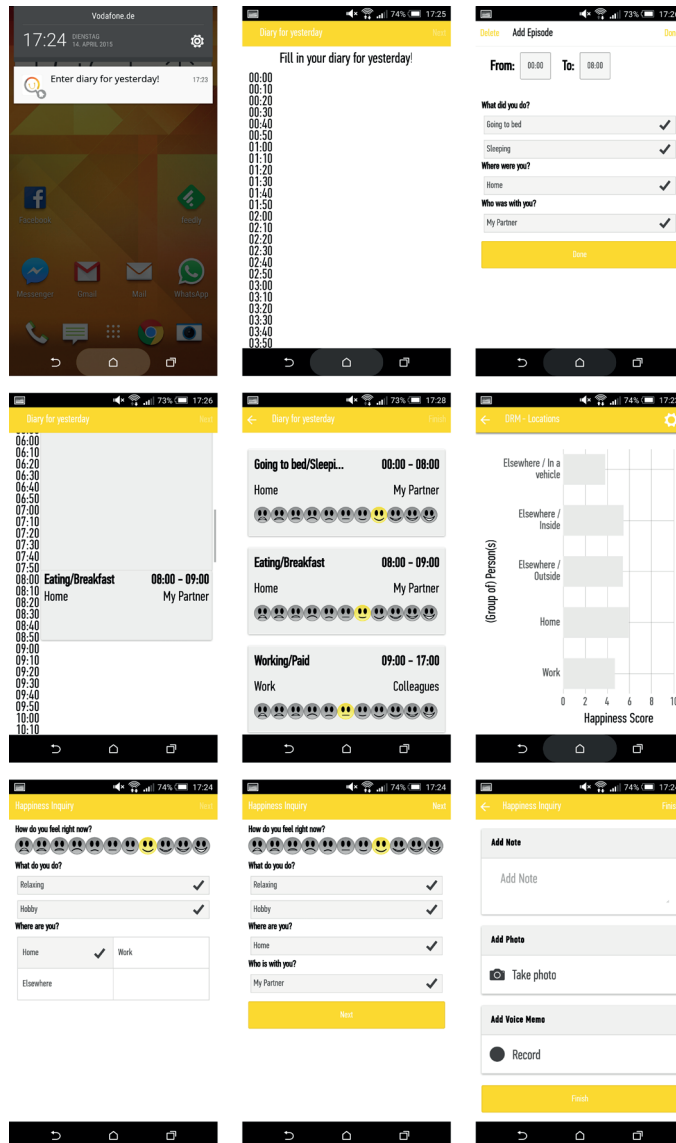 Vodafone.de
17:24 DIENSTAG
14. APRIL 2015
Enter diary for yesterday! 17:23
Facebook
feedly
Messenger Gmail Mail WhatsApp
74% 17:25
Diary for yesterday Next
Fill in your diary for yesterday!
00:00
00:10
00:20
00:30
00:40
00:50
01:00
01:10
01:20
01:30
01:40
01:50
02:00
02:10
02:20
02:30
02:40
02:50
03:00
03:10
03:20
03:30
03:40
03:50
73% 17:26
Delete Add Episode Don
From: 00:00 To: 08:00
What did you do?
Going to bed
Sleeping
Where were you?
Home
Who was with you?
My Partner
Done
73% 17:26
Diary for yesterday Next
06:00
06:10
06:20
06:30
06:40
06:50
07:00
07:10
07:20
07:30
07:40
07:50
08:00
08:10
08:20
08:30
08:40
08:50
09:00
09:10
09:20
09:30
09:40
09:50
10:00
10:10
Eating/Breakfast 08:00 - 09:00
Home My Partner
73% 17:28
Diary for yesterday Finish
Going to bed/Sleepi... 00:00 - 08:00
Home My Partner
Eating/Breakfast 08:00 - 09:00
Home My Partner
Working/Paid 09:00 - 17:00
Work Colleagues
74%
DRM - Locations
(Group of) Person(s)
Elsewhere / In a
vehicle
Elsewhere /
Inside
Elsewhere /
Outside
Home
Work
0 2 4 6 8 10
Happiness Score
74% 17:24
Happiness Inquiry Next
How do you feel right now?
What do you do?
Relaxing
Hobby
Where are you?
Home Work
Elsewhere
74% 17:24
Happiness Inquiry Next
How do you feel right now?
What do you do?
Relaxing
Hobby
Where are you?
Home
Who is with you?
My Partner
Next
74% 17:24
Happiness Inquiry Finis
Add Note
Add Note
Add Photo
Take photo
Add Voice Memo
Record
Finish